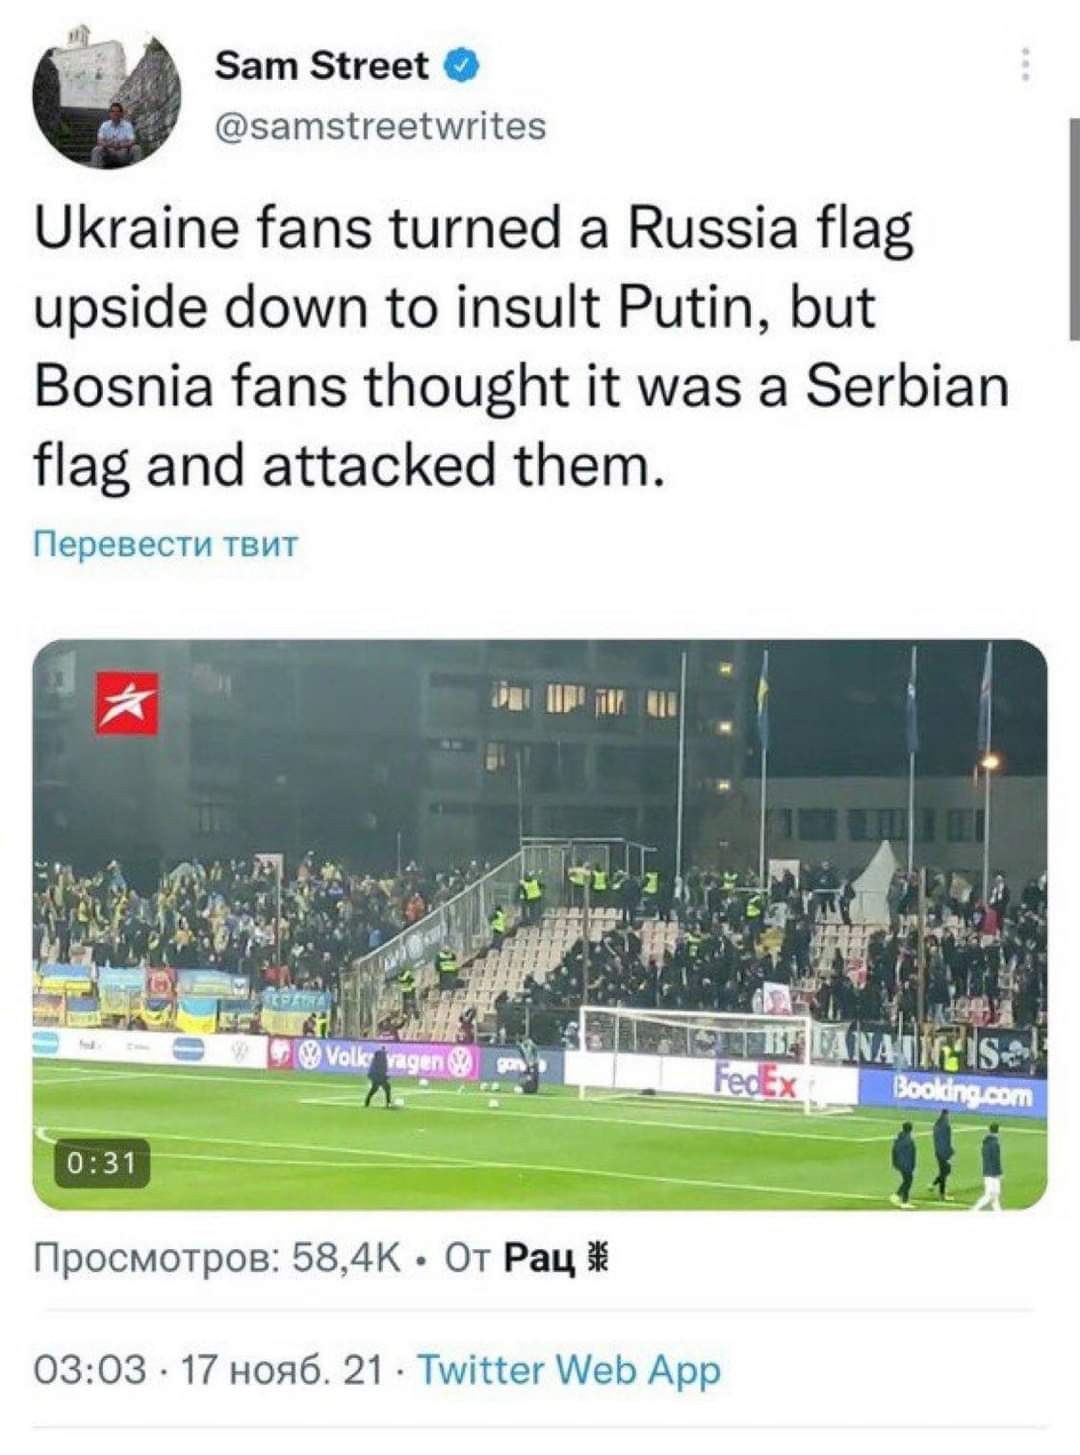 Sam Street
@samstreetwrites
Ukraine fans turned a Russia flag
upside down to insult Putin, but
Bosnia fans thought it was a Serbian
flag and attacked them.
Перевести твит
УКРАЇНА
FANATICOS
Volkswagen
FedEx
Booking.com
0:31
Просмотров: 58,4K · От Рац
03:03 · 17 нояб. 21 · Twitter Web App